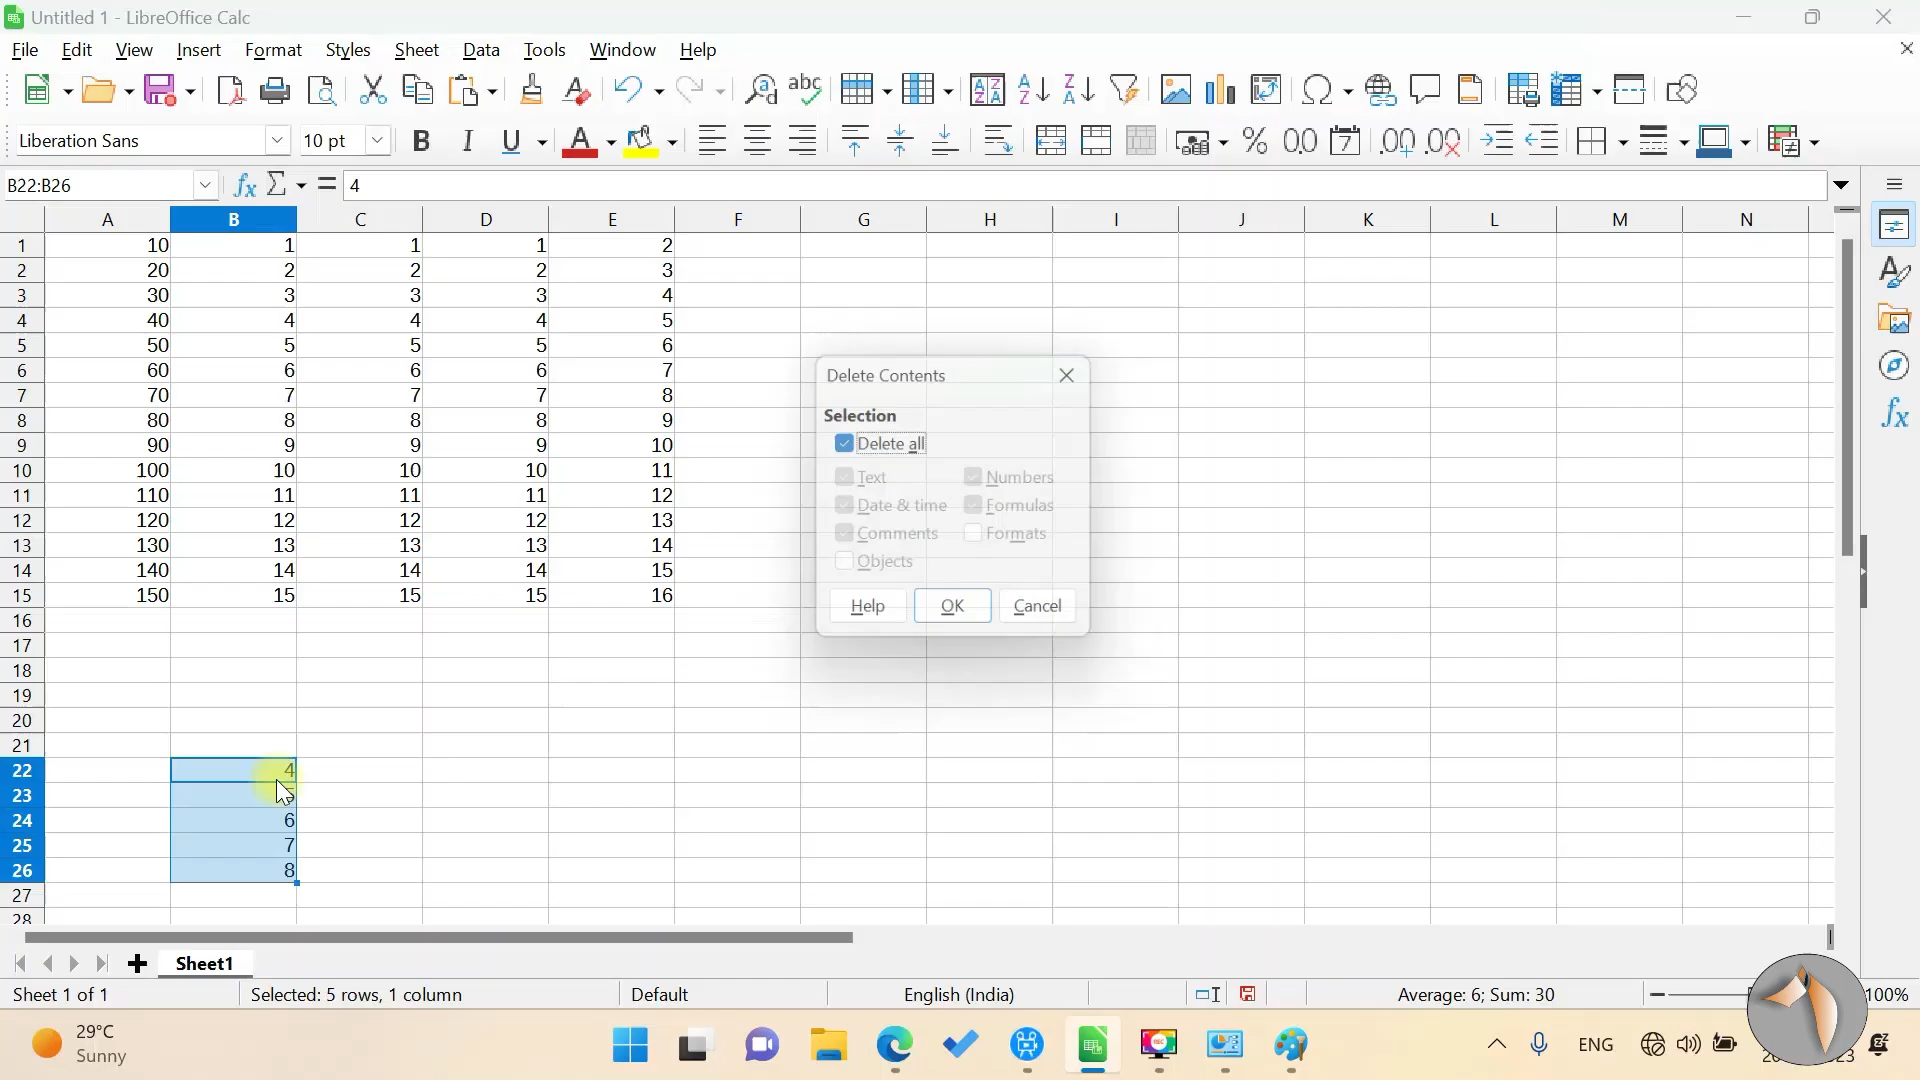 Untitled 1 - LibreOffice Calc
File Edit View Insert Format Styles Sheet Data Tools Window Help
Liberation Sans 10 pt
B22:B26 4
A B C D E F G H I J K L M N
1 10 1 1 1 2
2 20 2 2 2 3
3 30 3 3 3 4
4 40 4 4 4 5
5 50 5 5 5 6
6 60 6 6 6 7
7 70 7 7 7 8
8 80 8 8 8 9
9 90 9 9 9 10
10 100 10 10 10 11
11 110 11 11 11 12
12 120 12 12 12 13
13 130 13 13 13 14
14 140 14 14 14 15
15 150 15 15 15 16
16
17
18
19
20
21
22 4
23
24 6
25 7
26 8
27
28
Delete Contents
Selection
Delete all
Text Numbers
Date & time Formulas
Comments Formats
Objects
Help OK Cancel
Sheet1
Sheet 1 of 1 Selected: 5 rows, 1 column Default English (India) Average: 6; Sum: 30 100%
29°C
Sunny
ENG